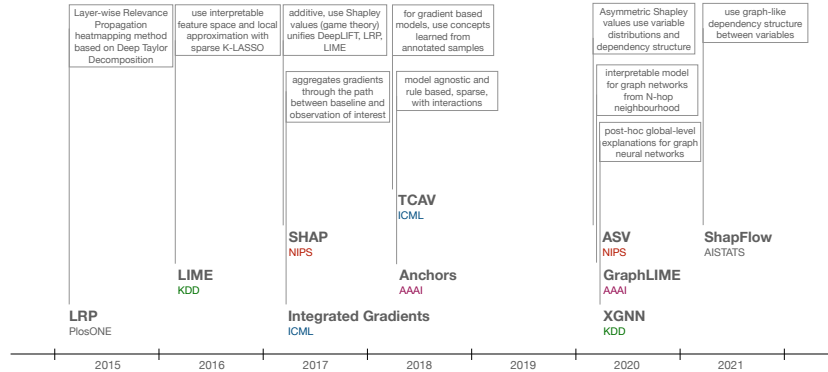 Layer-wise Relevance
Propagation
heatmapping method
based on Deep Taylor
Decomposition
use interpretable
feature space and local
approximation with
sparse K-LASSO
additive, use Shapley
values (game theory)
unifies DeepLIFT, LRP,
LIME
for gradient based
models, use concepts
learned from
annotated samples
Asymmetric Shapley
values use variable
distributions and
dependency structure
use graph-like
dependency structure
between variables
aggregates gradients
through the path
between baseline and
observation of interest
model agnostic and
rule based, sparse,
with interactions
interpretable model
for graph networks
from N-hop
neighbourhood
post-hoc global-level
explanations for graph
neural networks
TCAV
ICML
SHAP
NIPS
ASV
NIPS
ShapFlow
AISTATS
LIME
KDD
Anchors
AAAI
GraphLIME
AAAI
LRP
PlosONE
Integrated Gradients
ICML
XGNN
KDD
2015 2016 2017 2018 2019 2020 2021